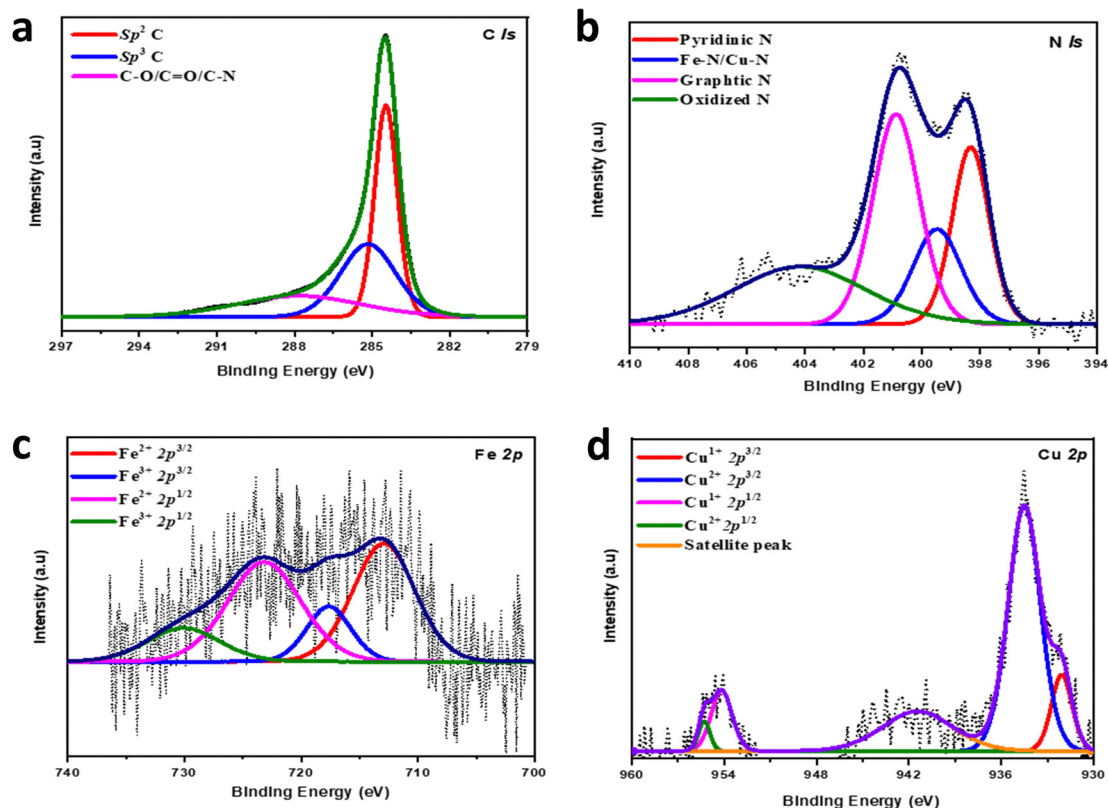 a
C ls
Sp² C
Sp³ C
C-O/C=O/C-N
Intensity (a.u)
297 294 291 288 285 282 279
Binding Energy (eV)
b
N ls
Pyridinic N
Fe-N/Cu-N
Graphtic N
Oxidized N
Intensity (a.u)
410 408 406 404 402 400 398 396 394
Binding Energy (eV)
c
Fe 2p
Fe²⁺ 2p³/²
Fe³⁺ 2p³/²
Fe²⁺ 2p¹/²
Fe³⁺ 2p¹/²
Intensity (a.u)
740 730 720 710 700
Binding Energy (eV)
d
Cu 2p
Cu¹⁺ 2p³/²
Cu²⁺ 2p³/²
Cu¹⁺ 2p¹/²
Cu²⁺ 2p¹/²
Satellite peak
Intensity (a.u)
960 954 948 942 936 930
Binding Energy (eV)